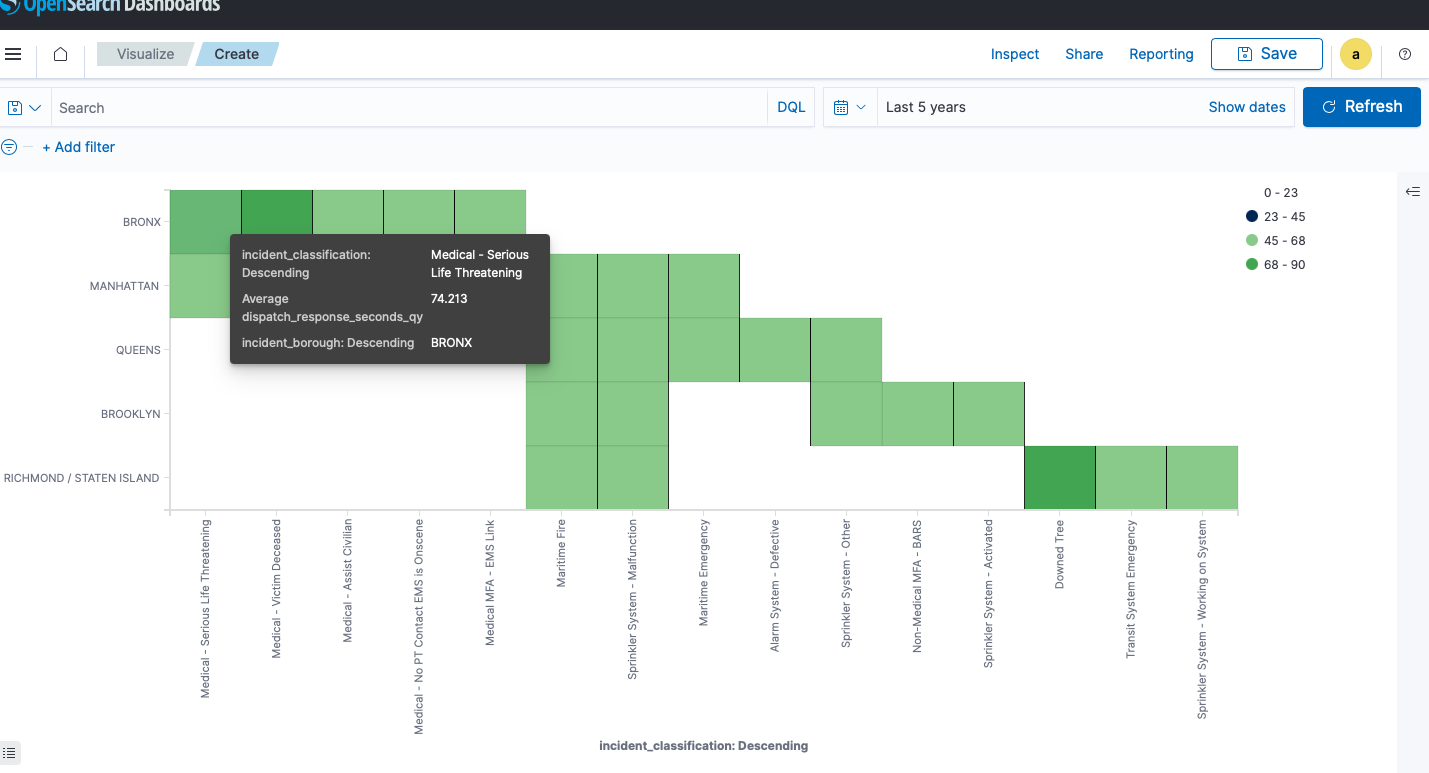 OpenSearch Dashboards
Visualize
Create
Inspect
Share
Reporting
Save
a
Search
DQL
Last 5 years
Show dates
Refresh
+ Add filter
0 - 23
23 - 45
45 - 68
68 - 90
BRONX
MANHATTAN
QUEENS
BROOKLYN
RICHMOND / STATEN ISLAND
incident_classification: Descending
Medical - Serious Life Threatening
Average dispatch_response_seconds_qy
74.213
incident_borough: Descending
BRONX
Medical - Serious Life Threatening
Medical - Victim Deceased
Medical - Assist Civilian
Medical - No PT Contact EMS is Onscene
Medical MFA - EMS Link
Maritime Fire
Sprinkler System - Malfunction
Maritime Emergency
Alarm System - Defective
Sprinkler System - Other
Non-Medical MFA - BARS
Sprinkler System - Activated
Downed Tree
Transit System Emergency
Sprinkler System - Working on System
incident_classification: Descending